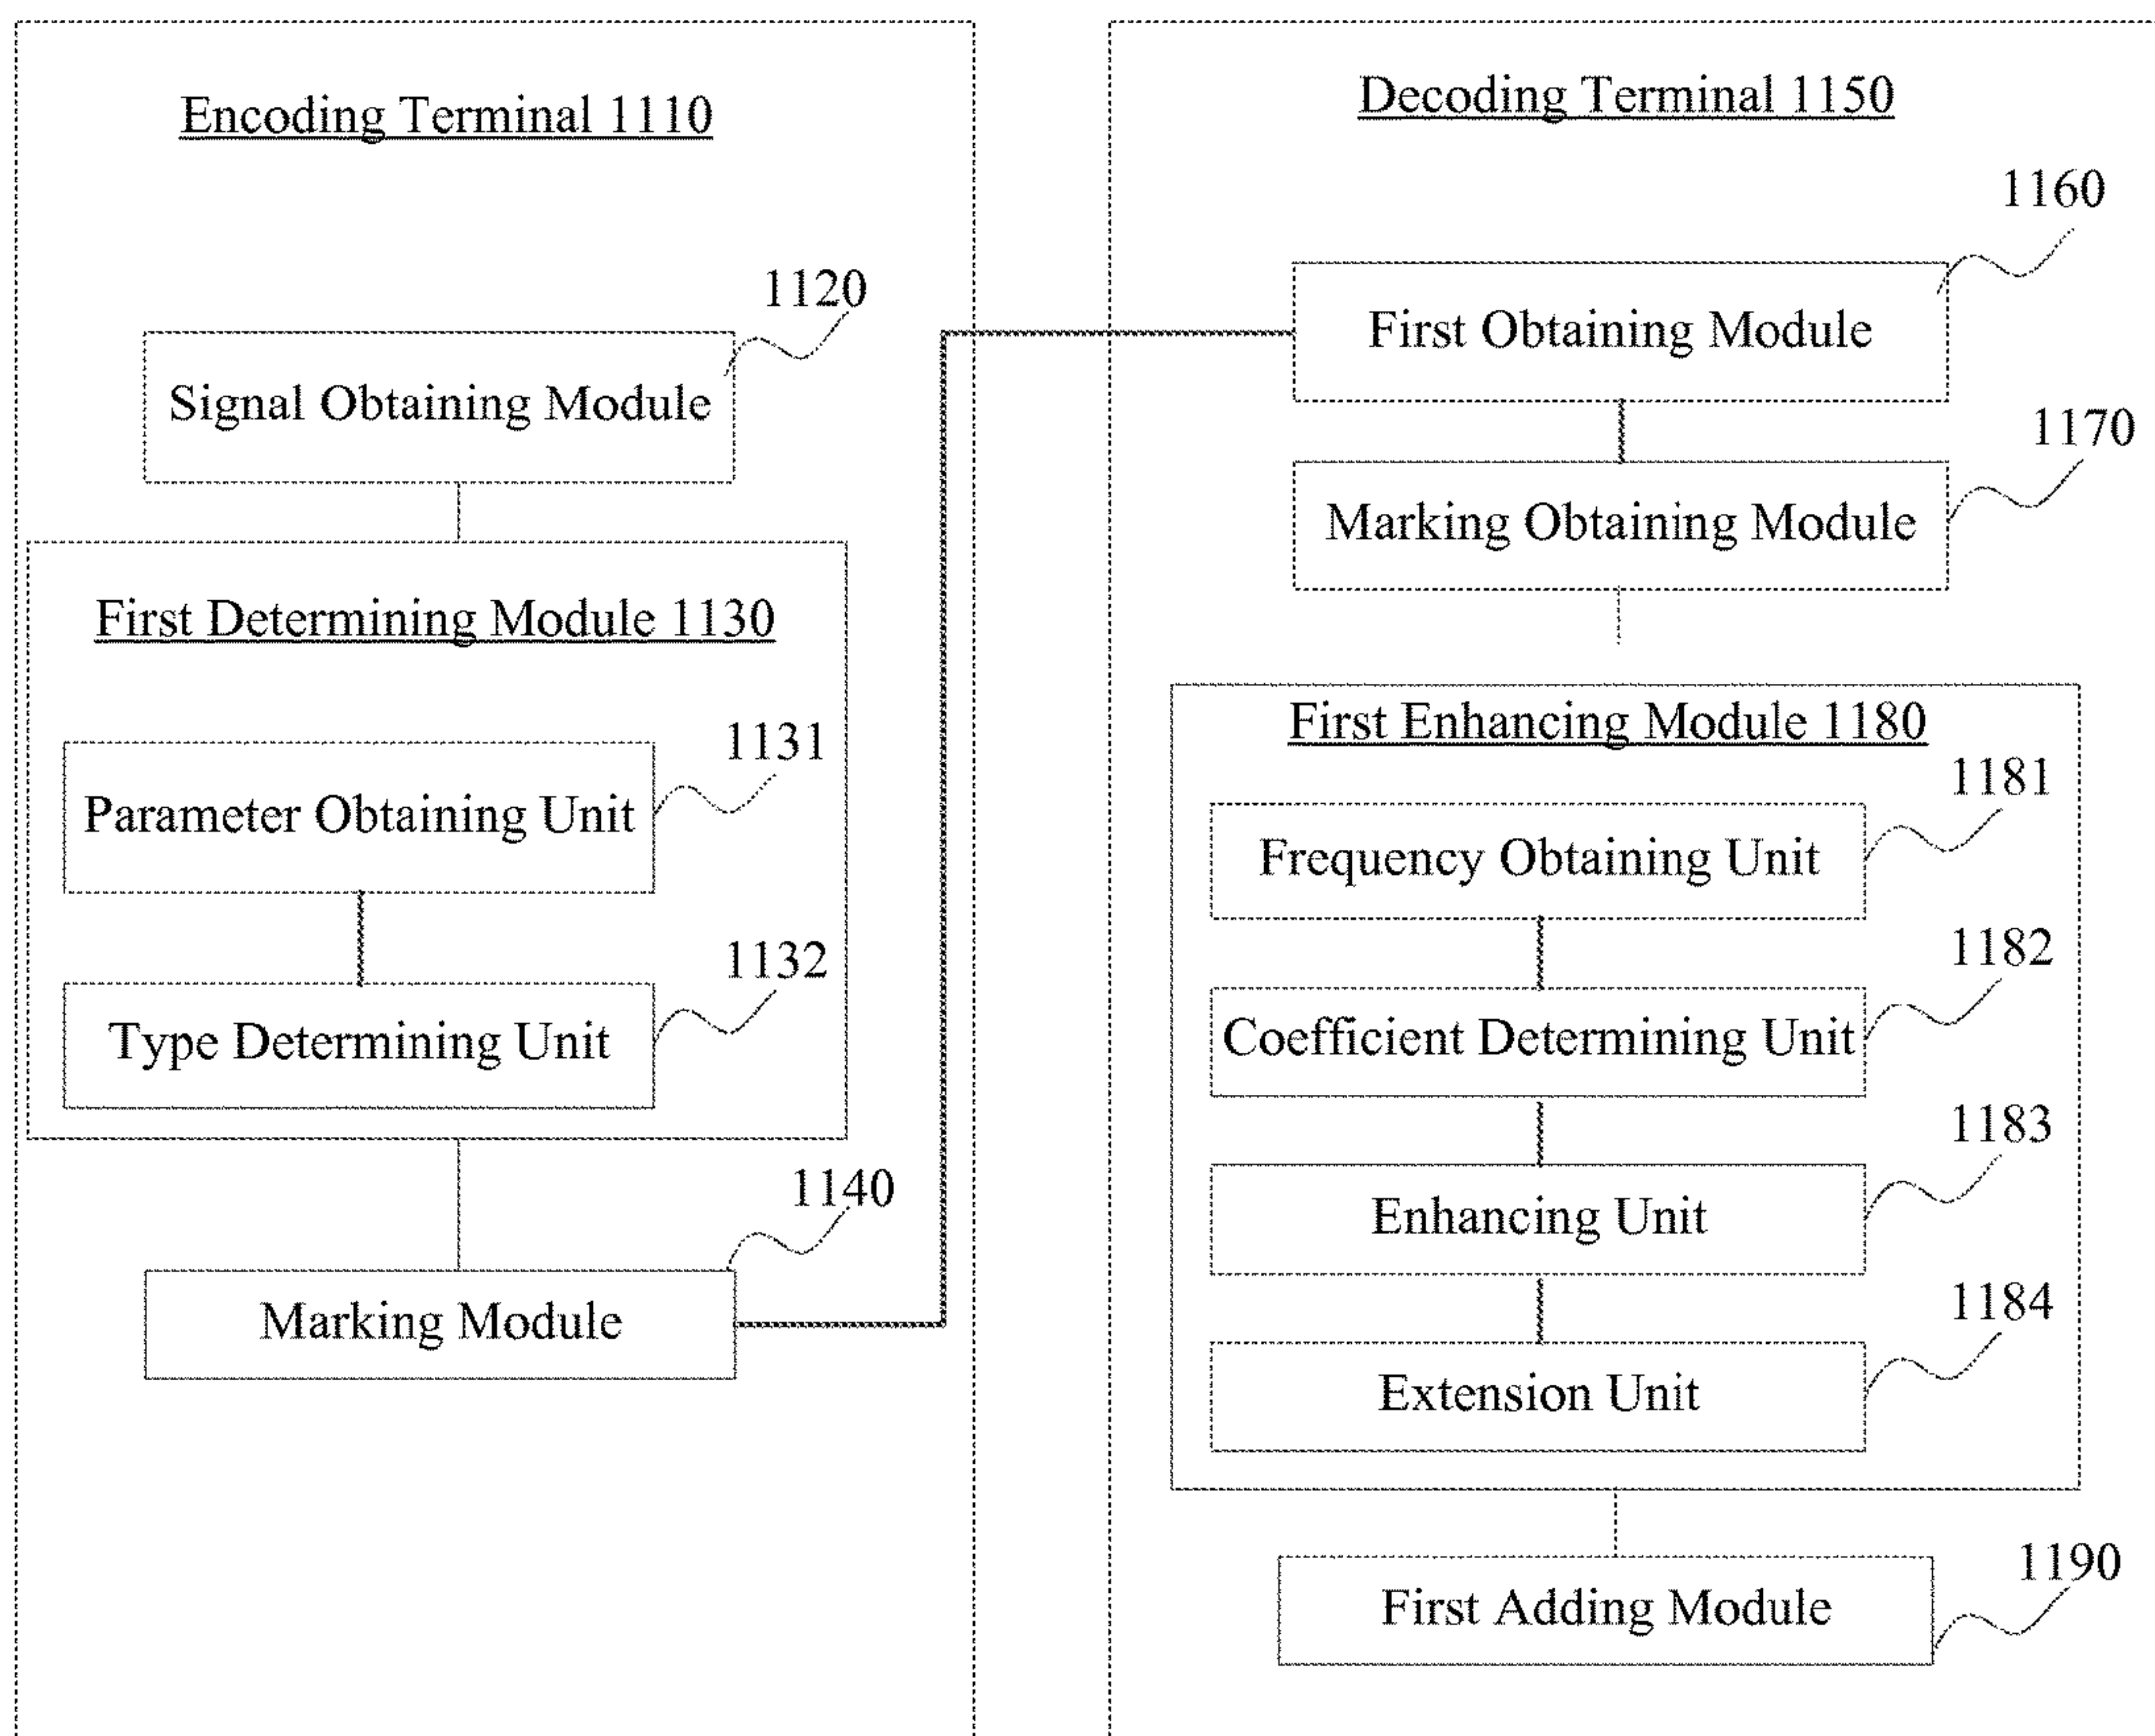 Encoding Terminal 1110
1120
Signal Obtaining Module
First Determining Module 1130
1131
Parameter Obtaining Unit
1132
Type Determining Unit
1140
Marking Module
Decoding Terminal 1150
1160
First Obtaining Module
1170
Marking Obtaining Module
First Enhancing Module 1180
1181
Frequency Obtaining Unit
1182
Coefficient Determining Unit
1183
Enhancing Unit
1184
Extension Unit
1190
First Adding Module